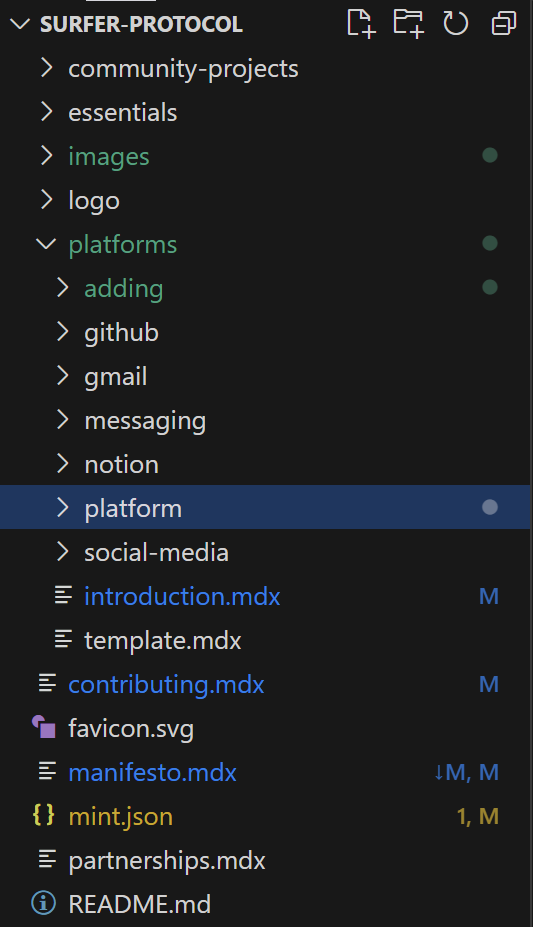 SURFER-PROTOCOL
community-projects
essentials
images
logo
platforms
adding
github
gmail
messaging
notion
platform
social-media
introduction.mdx M
template.mdx
contributing.mdx M
favicon.svg
manifesto.mdx ↓M, M
{} mint.json 1, M
partnerships.mdx
README.md